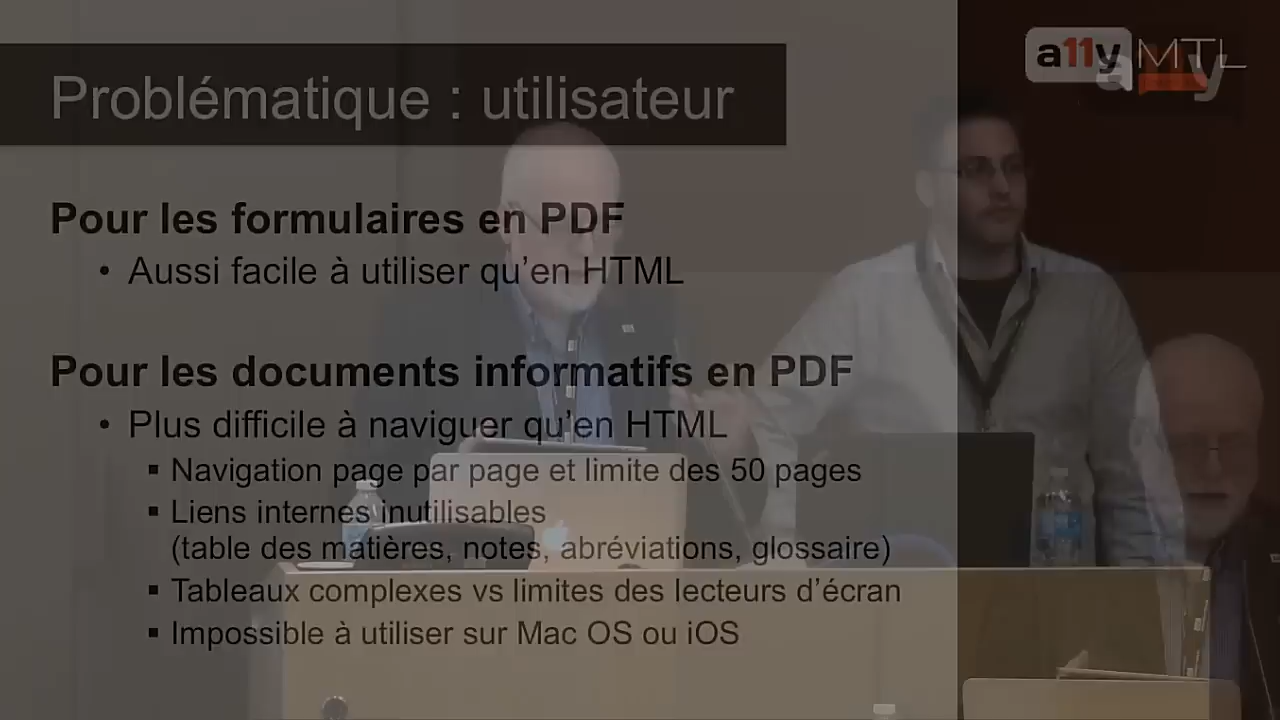 a11y MTL
a11y
Problématique : utilisateur
Pour les formulaires en PDF
• Aussi facile à utiliser qu’en HTML
Pour les documents informatifs en PDF
• Plus difficile à naviguer qu’en HTML
▪ Navigation page par page et limite des 50 pages
▪ Liens internes inutilisables
(table des matières, notes, abréviations, glossaire)
▪ Tableaux complexes vs limites des lecteurs d’écran
▪ Impossible à utiliser sur Mac OS ou iOS